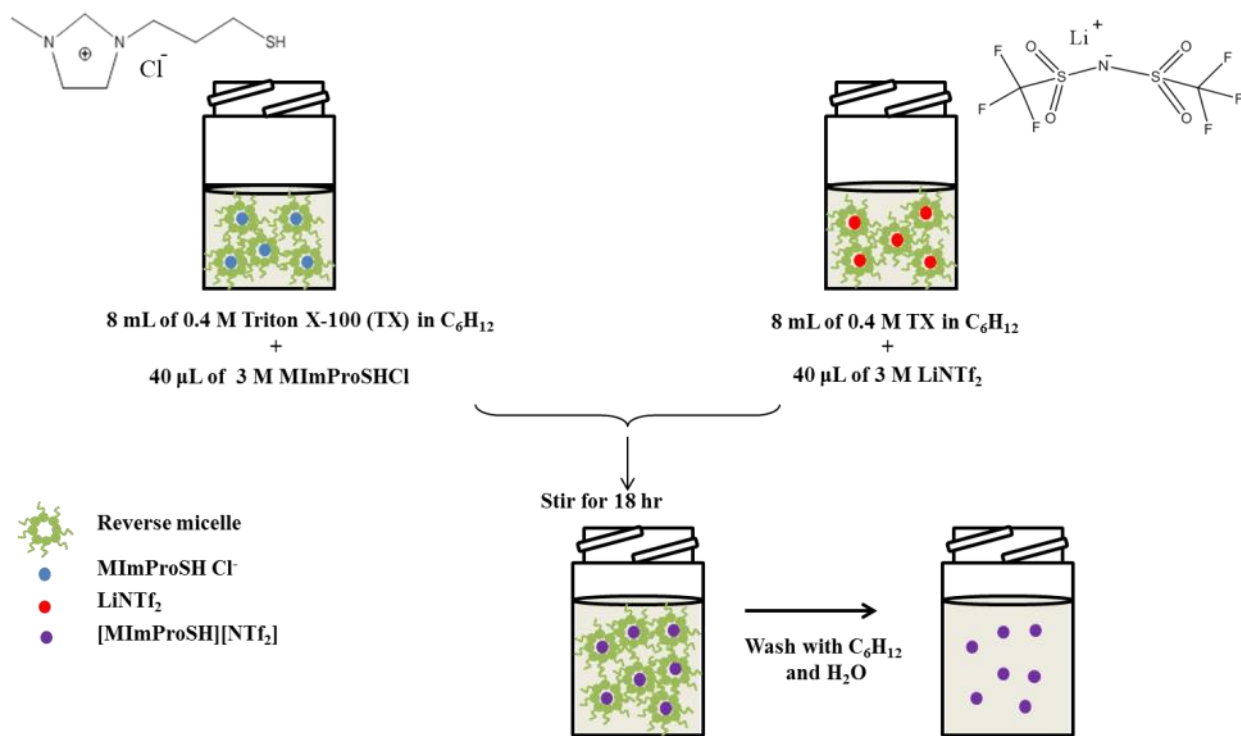 N
N
SH
⊕
Cl⁻
Li⁺
O
O
F
S
N⁻
S
F
F
F
O
O
F
F
8 mL of 0.4 M Triton X-100 (TX) in C₆H₁₂
+
40 μL of 3 M MImProSHCl
8 mL of 0.4 M TX in C₆H₁₂
+
40 μL of 3 M LiNTf₂
Stir for 18 hr
Reverse micelle
MImProSH Cl⁻
LiNTf₂
[MImProSH][NTf₂]
Wash with C₆H₁₂
and H₂O